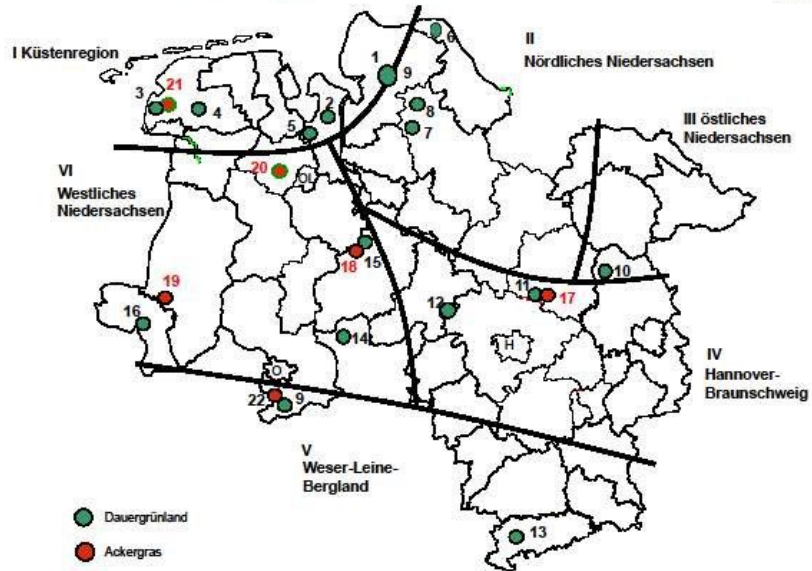 I Küstenregion
II
Nördliches Niedersachsen
III östliches
Niedersachsen
VI
Westliches
Niedersachsen
IV
Hannover-
Braunschweig
V
Weser-Leine-
Bergland
1
9
6
21
3
4
2
5
8
7
20
OL
18
15
19
16
10
11
17
12
H
14
O
22
9
13
Dauergrünland
Ackergras